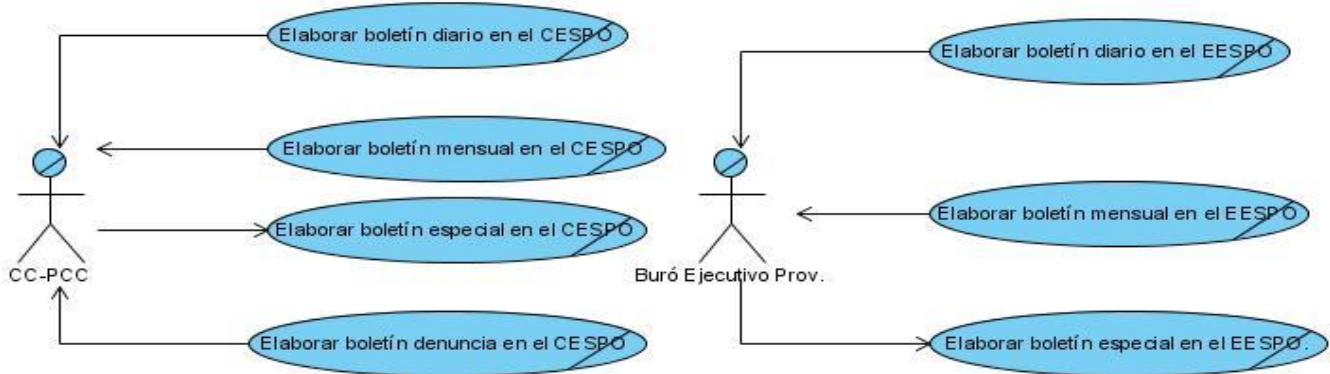 Elaborar boletín diario en el CESPO
Elaborar boletín diario en el EESPO
Elaborar boletín mensual en el CESPO
Elaborar boletín mensual en el EESPO
Elaborar boletín especial en el CESPO
CC-PCC
Buró Ejecutivo Prov.
Elaborar boletín denuncia en el CESPO
Elaborar boletín especial en el EESPO.